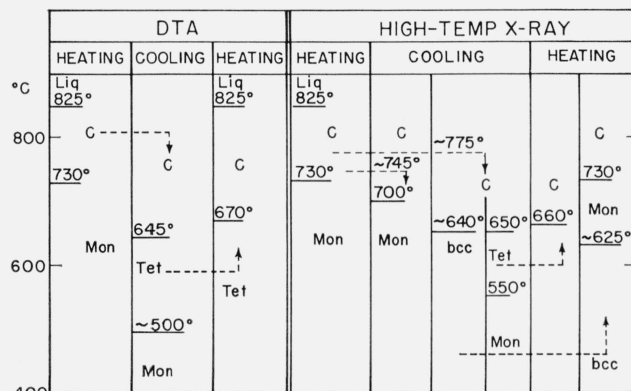 DTA
HIGH-TEMP X-RAY
HEATING
COOLING
HEATING
HEATING
COOLING
HEATING
°C
Liq
825°
Liq
825°
Liq
825°
800
C
C
C
C
C
~775°
C
730°
C
730°
~745°
700°
C
C
730°
645°
670°
~640°
650°
660°
Mon
~625°
Mon
Mon
Mon
bcc
Tet
Tet
600
Tet
550°
~500°
Mon
Mon
bcc